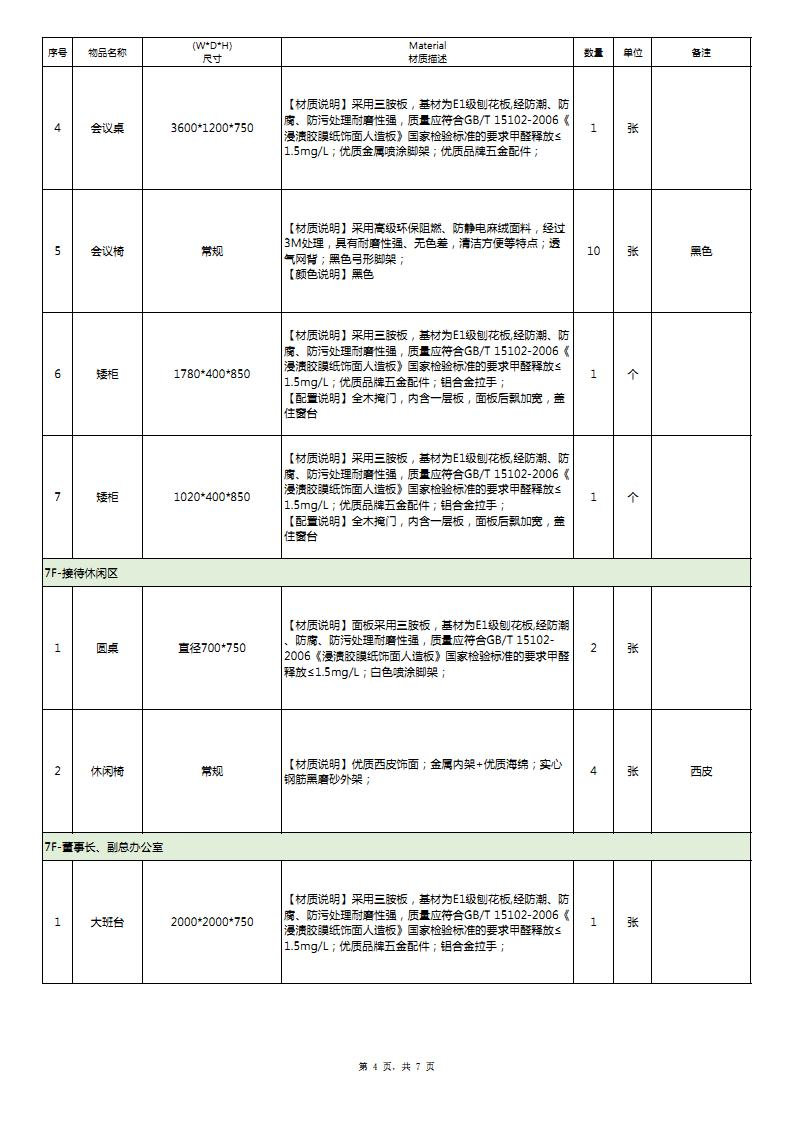 序号 物品名称 (W*D*H) 尺寸 Material 材质描述 数量 单位 备注
4 会议桌 3600*1200*750 【材质说明】采用三胺板，基材为E1级刨花板,经防潮、防
腐、防污处理耐磨性强，质量应符合GB/T 15102-2006《
浸渍胶膜纸饰面人造板》国家检验标准的要求甲醛释放≤
1.5mg/L；优质金属喷涂脚架；优质品牌五金配件； 1 张
5 会议椅 常规 【材质说明】采用高级环保阻燃、防静电麻绒面料，经过
3M处理，具有耐磨性强、无色差，清洁方便等特点；透
气网背；黑色弓形脚架；
【颜色说明】黑色 10 张 黑色
6 矮柜 1780*400*850 【材质说明】采用三胺板，基材为E1级刨花板,经防潮、防
腐、防污处理耐磨性强，质量应符合GB/T 15102-2006《
浸渍胶膜纸饰面人造板》国家检验标准的要求甲醛释放≤
1.5mg/L；优质品牌五金配件；铝合金拉手；
【配置说明】全木掩门，内含一层板，面板后飘加宽，盖
住窗台 1 个
7 矮柜 1020*400*850 【材质说明】采用三胺板，基材为E1级刨花板,经防潮、防
腐、防污处理耐磨性强，质量应符合GB/T 15102-2006《
浸渍胶膜纸饰面人造板》国家检验标准的要求甲醛释放≤
1.5mg/L；优质品牌五金配件；铝合金拉手；
【配置说明】全木掩门，内含一层板，面板后飘加宽，盖
住窗台 1 个
7F-接待休闲区
1 圆桌 直径700*750 【材质说明】面板采用三胺板，基材为E1级刨花板,经防潮
、防腐、防污处理耐磨性强，质量应符合GB/T 15102-
2006《浸渍胶膜纸饰面人造板》国家检验标准的要求甲醛
释放≤1.5mg/L；白色喷涂脚架； 2 张
2 休闲椅 常规 【材质说明】优质西皮饰面；金属内架+优质海绵；实心
钢筋黑磨砂外架； 4 张 西皮
7F-董事长、副总办公室
1 大班台 2000*2000*750 【材质说明】采用三胺板，基材为E1级刨花板,经防潮、防
腐、防污处理耐磨性强，质量应符合GB/T 15102-2006《
浸渍胶膜纸饰面人造板》国家检验标准的要求甲醛释放≤
1.5mg/L；优质品牌五金配件；铝合金拉手； 1 张
第 4 页，共 7 页